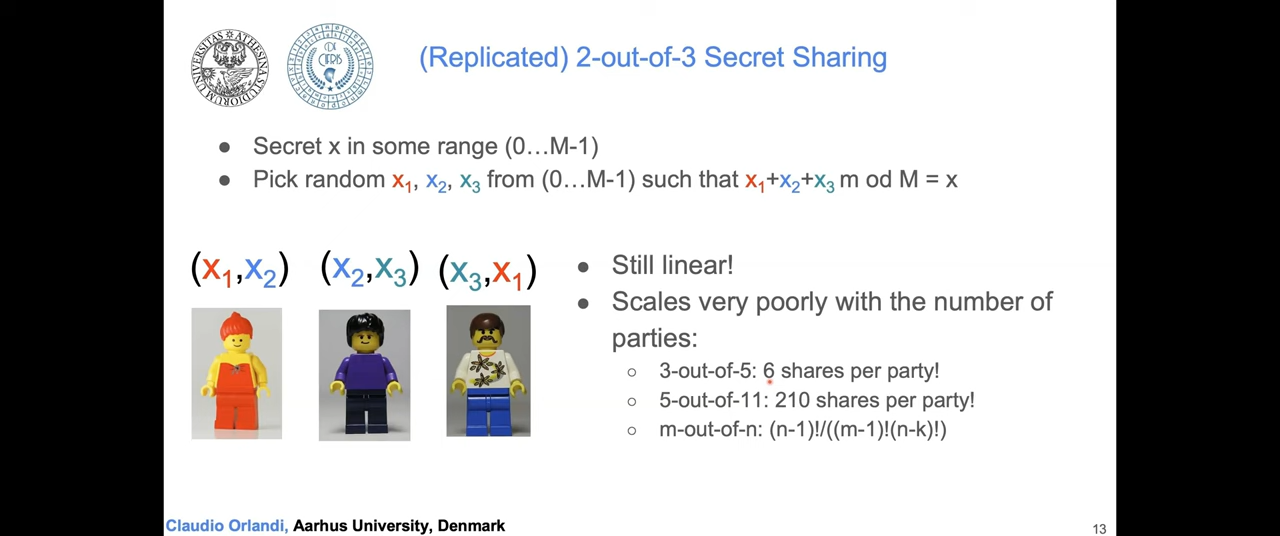 (Replicated) 2-out-of-3 Secret Sharing
● Secret x in some range (0…M-1)
● Pick random x₁, x₂, x₃ from (0…M-1) such that x₁+x₂+x₃ m od M = x
(x₁,x₂) (x₂,x₃) (x₃,x₁)
● Still linear!
● Scales very poorly with the number of
parties:
○ 3-out-of-5: 6 shares per party!
○ 5-out-of-11: 210 shares per party!
○ m-out-of-n: (n-1)!/((m-1)!(n-k)!)
Claudio Orlandi, Aarhus University, Denmark
13